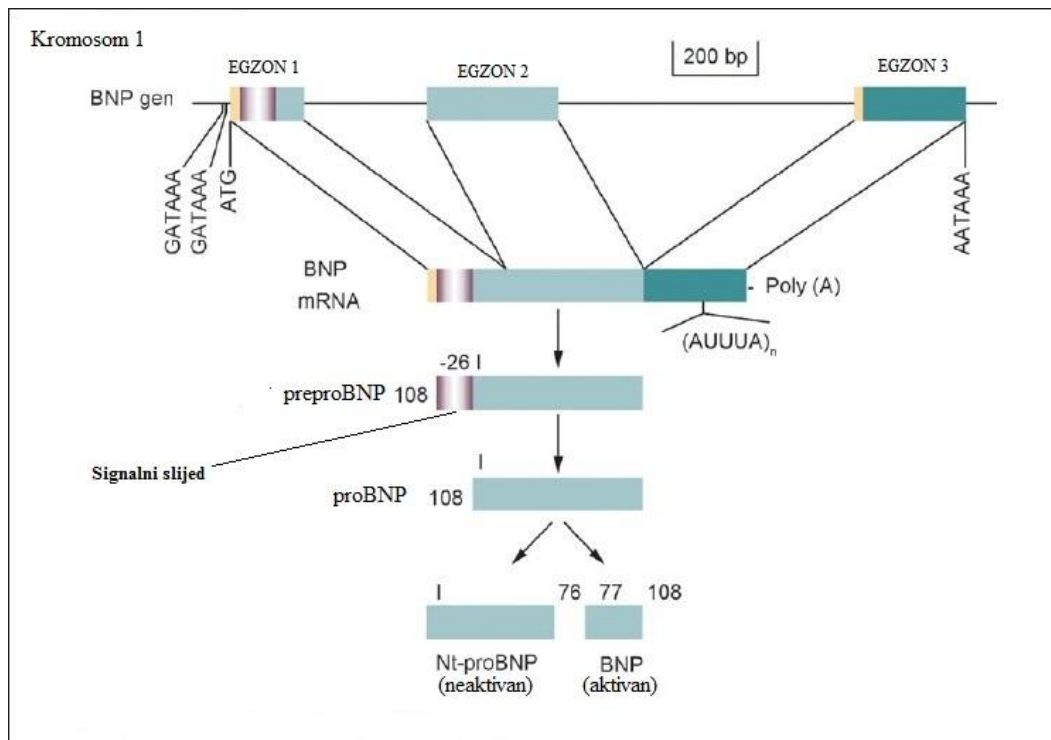 Kromosom 1
EGZON 1
EGZON 2
200 bp
EGZON 3
BNP gen
GATAAA
GATAAA
ATG
AATAAA
BNP
mRNA
- Poly (A)
(AUUUA)n
-26 I
preproBNP 108
Signalni slijed
I
proBNP 108
I 76 77 108
Nt-proBNP BNP
(neaktivan) (aktivan)